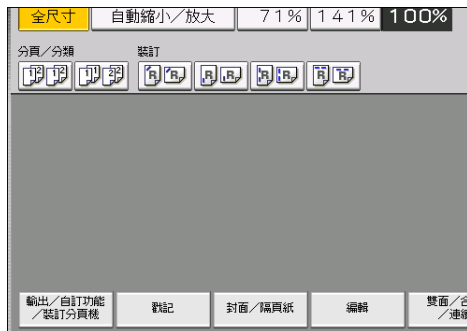 全尺寸 自動縮小／放大 71% 141% 100%
分頁／分類 裝訂
輸出／自訂功能
／裝訂分頁機
戳記
封面／隔頁紙
編輯
雙面／
／連